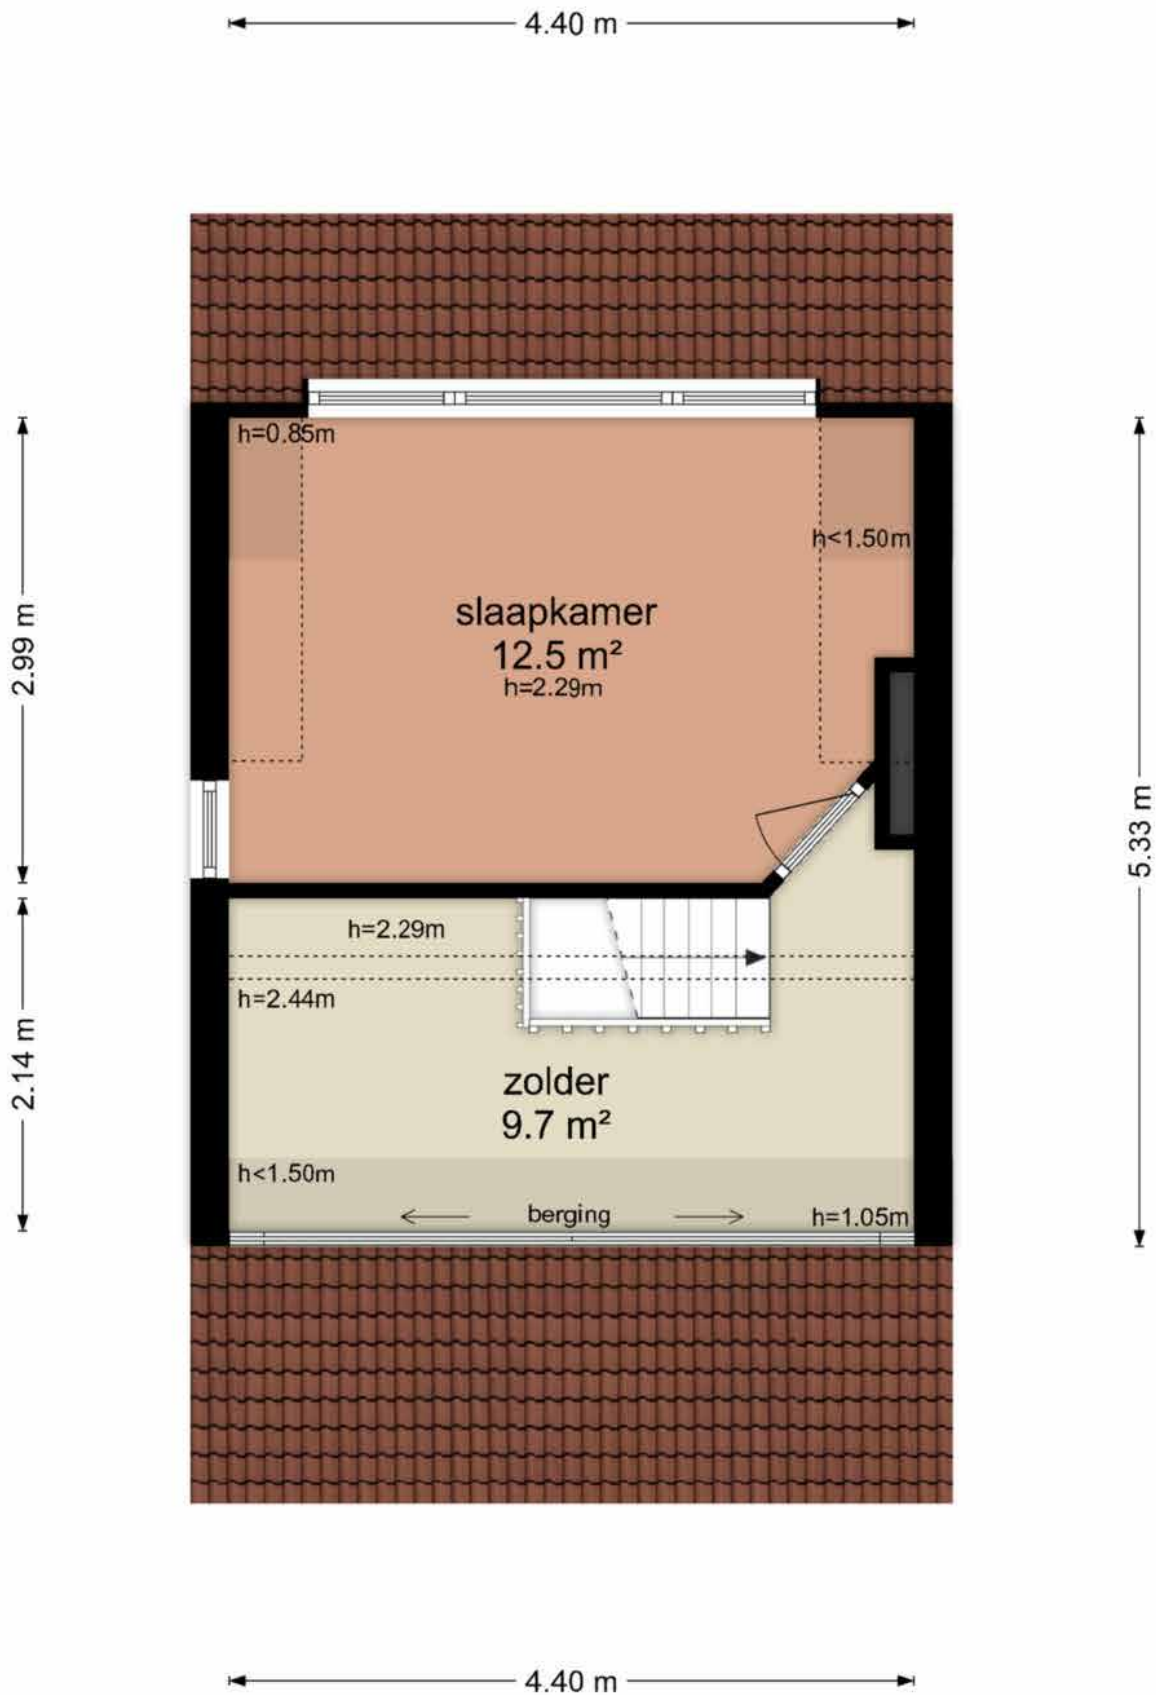 4.40 m
h=0.85m
h<1.50m
slaapkamer
12.5 m²
h=2.29m
2.99 m
5.33 m
h=2.29m
h=2.44m
2.14 m
zolder
9.7 m²
h<1.50m
berging
h=1.05m
4.40 m